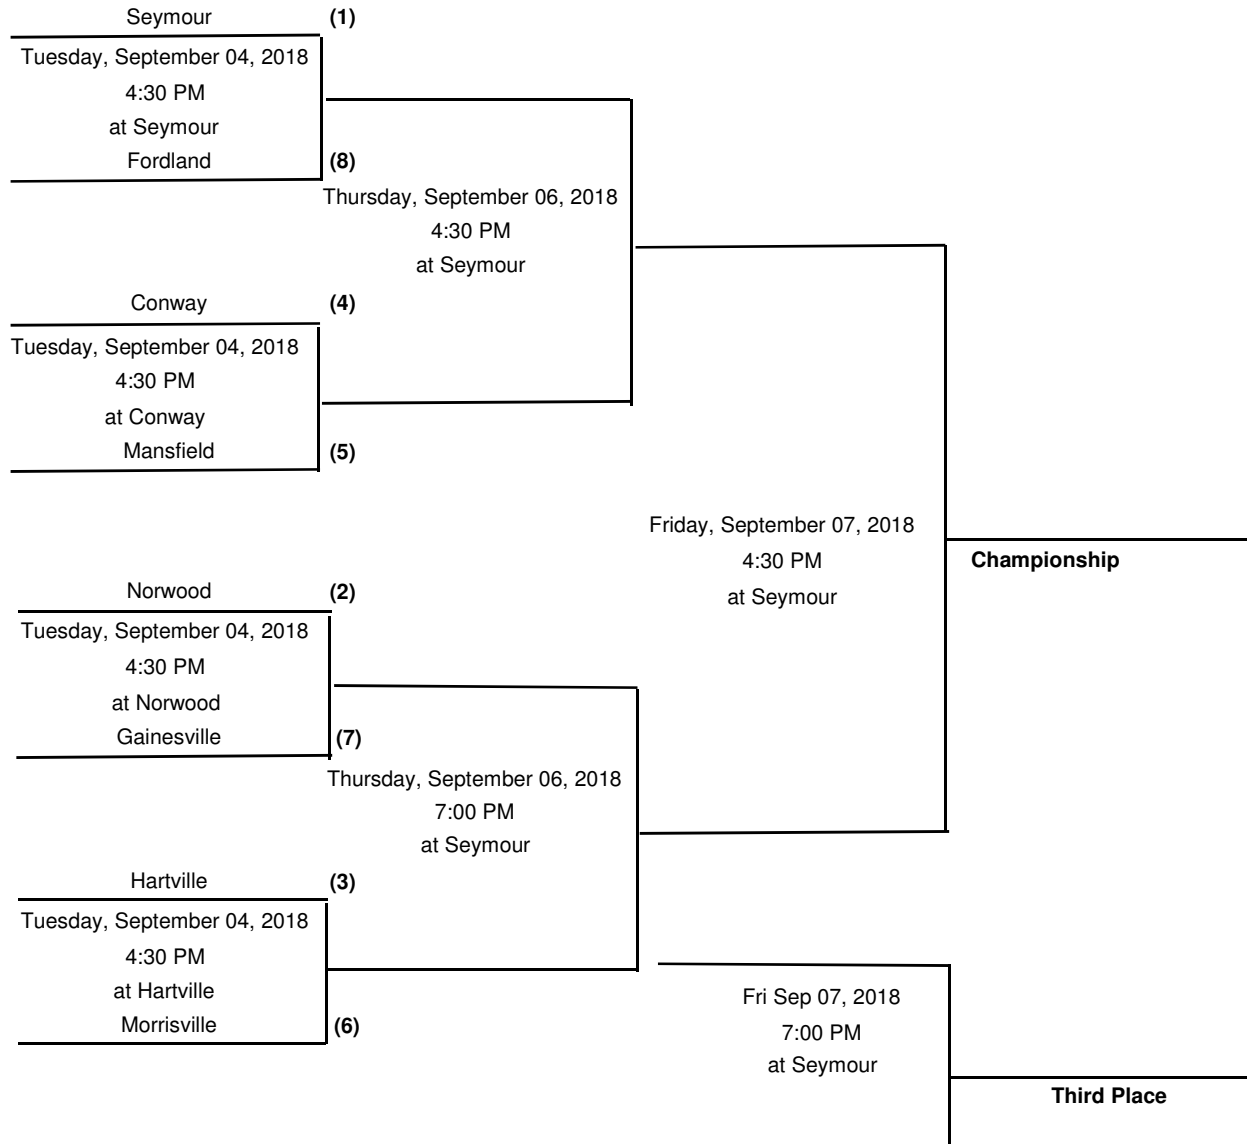 Seymour (1)
Tuesday, September 04, 2018
4:30 PM
at Seymour
Fordland (8)
Thursday, September 06, 2018
4:30 PM
at Seymour
Conway (4)
Tuesday, September 04, 2018
4:30 PM
at Conway
Mansfield (5)
Friday, September 07, 2018
4:30 PM
at Seymour
Championship
Norwood (2)
Tuesday, September 04, 2018
4:30 PM
at Norwood
Gainesville (7)
Thursday, September 06, 2018
7:00 PM
at Seymour
Hartville (3)
Tuesday, September 04, 2018
4:30 PM
at Hartville
Morrisville (6)
Fri Sep 07, 2018
7:00 PM
at Seymour
Third Place